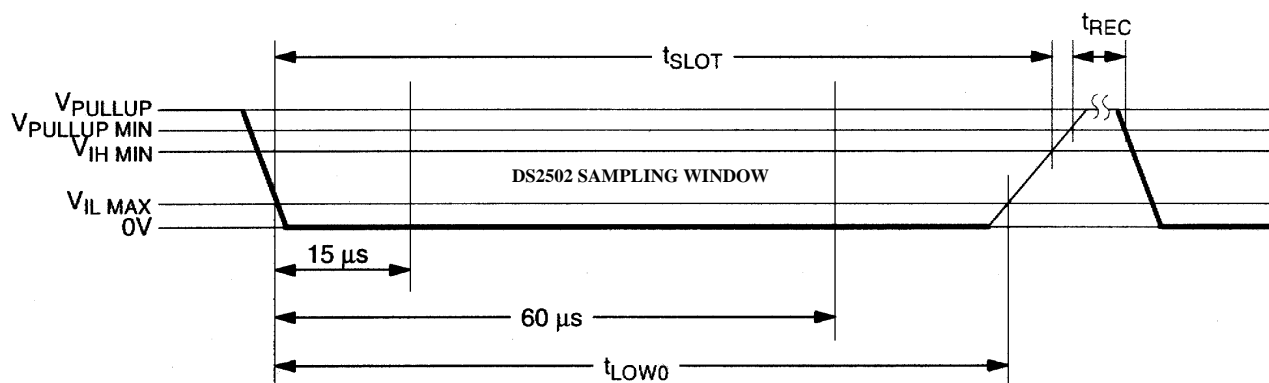 tREC
tSLOT
VPULLUP
VPULLUP MIN
VIH MIN
DS2502 SAMPLING WINDOW
VIL MAX
0V
15 µs
60 µs
tLOW0